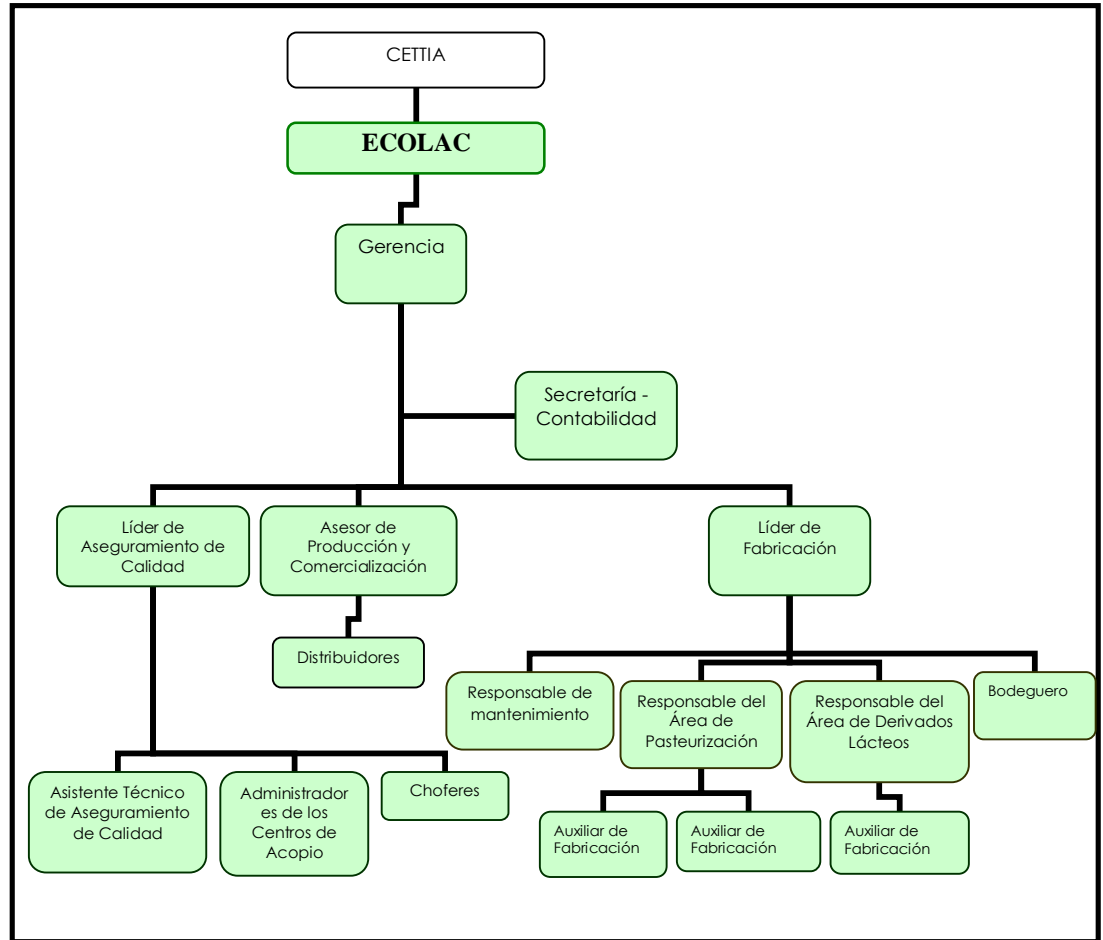 CETTIA
ECOLAC
Gerencia
Secretaría -
Contabilidad
Líder de
Aseguramiento de
Calidad
Asesor de
Producción y
Comercialización
Líder de
Fabricación
Distribuidores
Responsable de
mantenimiento
Responsable del
Área de
Pasteurización
Responsable del
Área de Derivados
Lácteos
Bodeguero
Asistente Técnico
de Aseguramiento
de Calidad
Administrador
es de los
Centros de
Acopio
Choferes
Auxiliar de
Fabricación
Auxiliar de
Fabricación
Auxiliar de
Fabricación